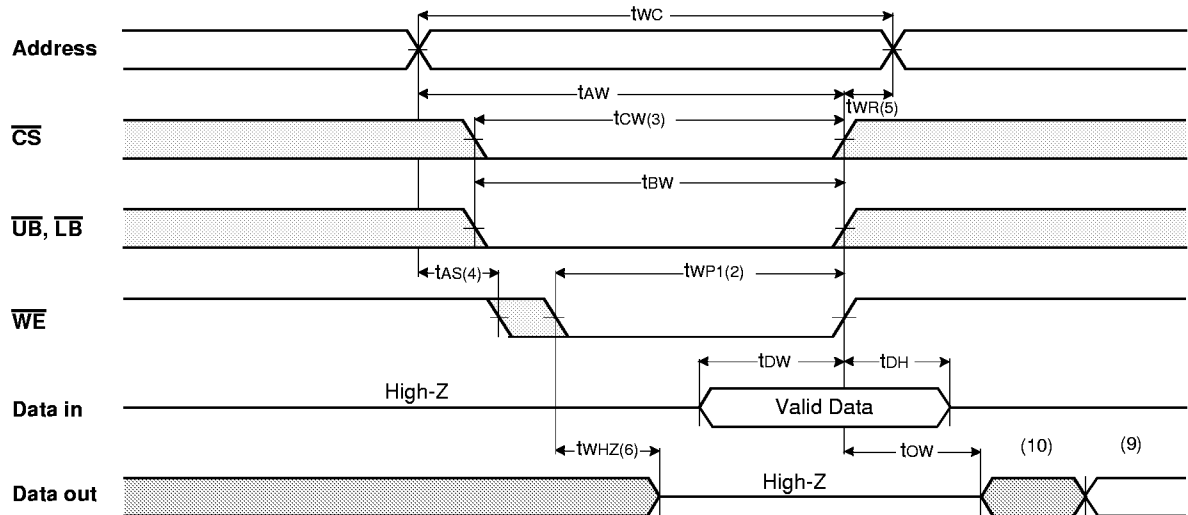 tWC
Address
tAW
tWR(5)
tCW(3)
CS
tBW
UB, LB
tAS(4)
tWP1(2)
WE
tDW
tDH
High-Z
Data in
Valid Data
tWHZ(6)
tOW
(10)
(9)
High-Z
Data out